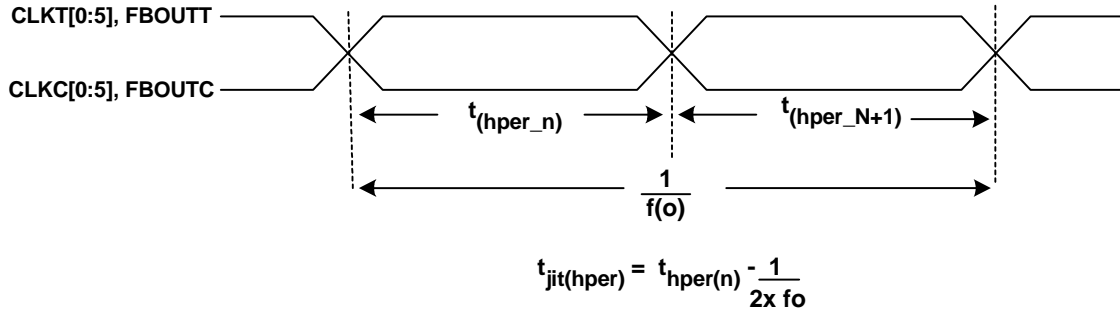 CLKT[0:5], FBOUTT
CLKC[0:5], FBOUTC
t(hper_n)
t(hper_N+1)
1
f(o)
tjit(hper) = thper(n) - 1
2x fo